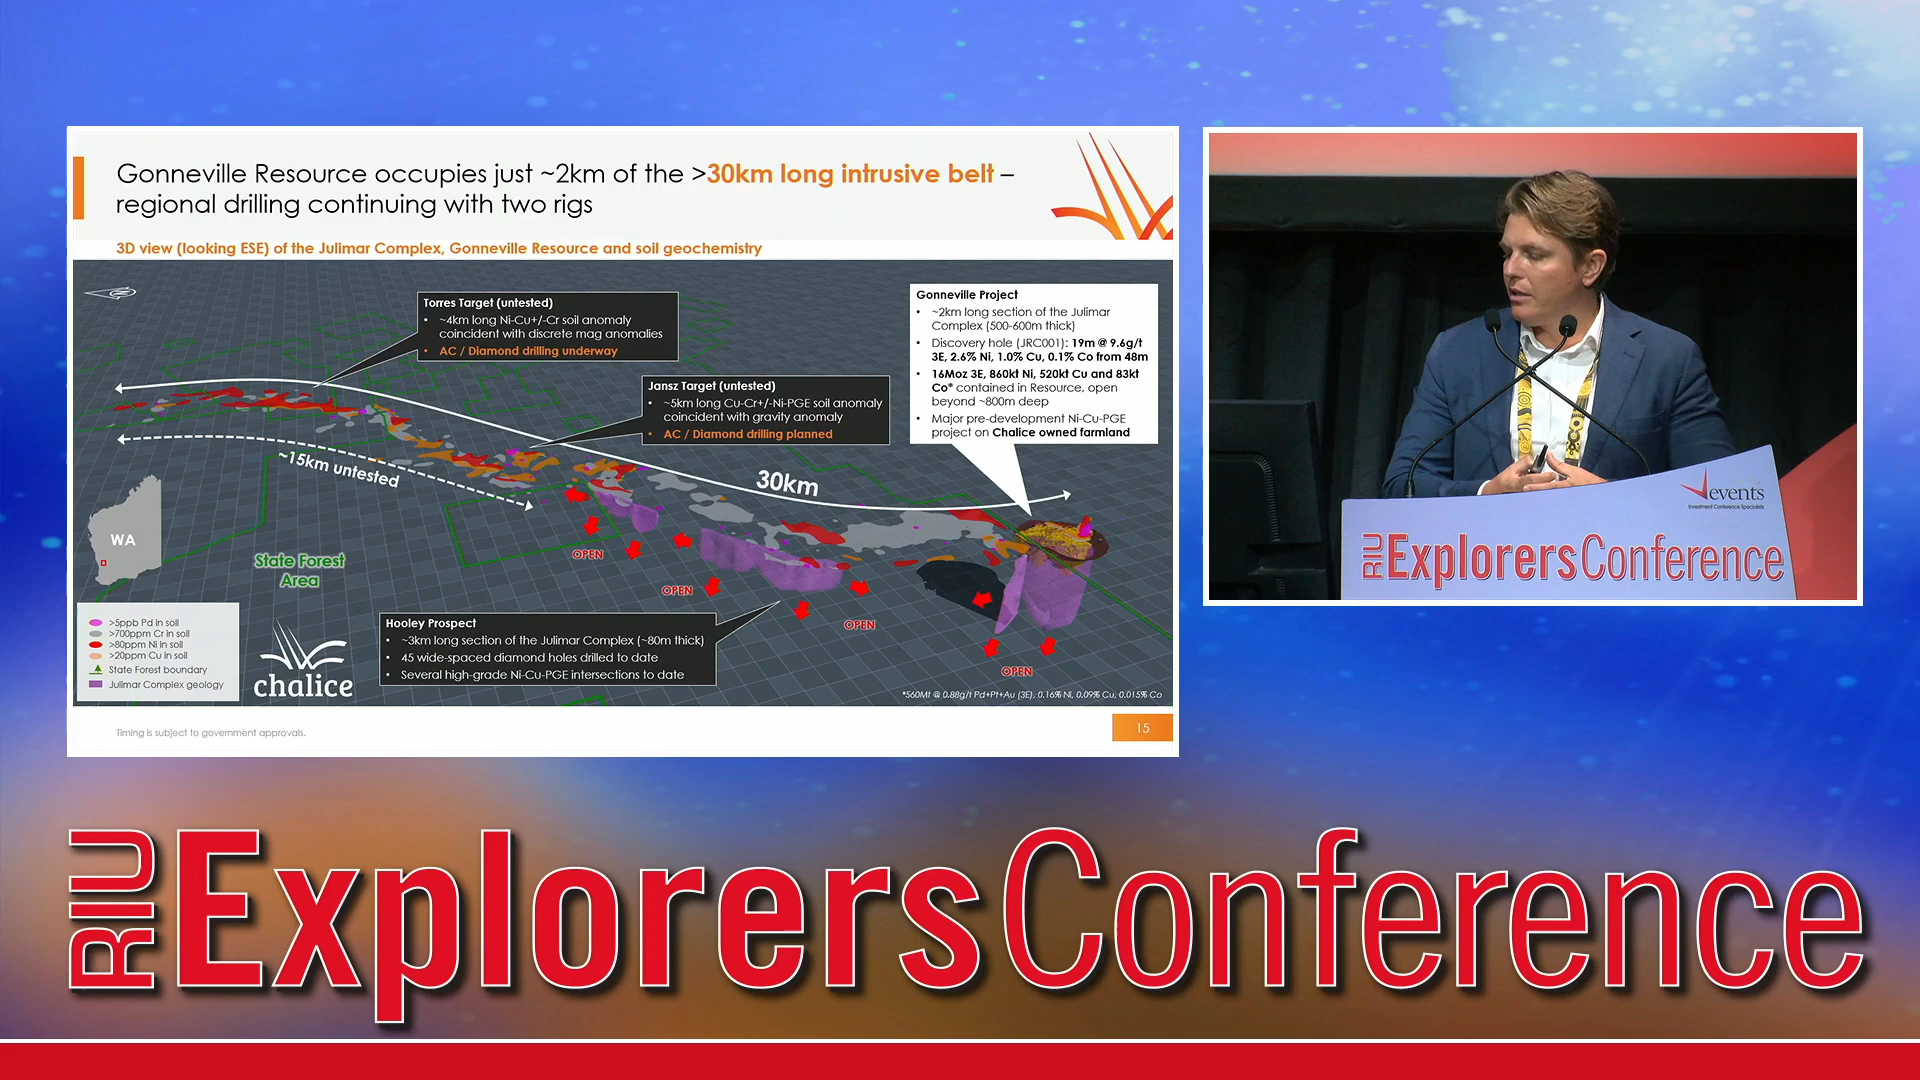 Gonneville Resource occupies just ~2km of the >30km long intrusive belt –
regional drilling continuing with two rigs
3D view (looking ESE) of the Julimar Complex, Gonneville Resource and soil geochemistry
Torres Target (untested)
• ~4km long Ni-Cu+/-Cr soil anomaly
coincident with discrete mag anomalies
• AC / Diamond drilling underway
Jansz Target (untested)
• ~5km long Cu-Cr+/-Ni-PGE soil anomaly
coincident with gravity anomaly
• AC / Diamond drilling planned
Gonneville Project
• ~2km long section of the Julimar
Complex (500-600m thick)
• Discovery hole (JRC001): 19m @ 9.6g/t
3E, 2.6% Ni, 1.0% Cu, 0.1% Co from 48m
• 16Moz 3E, 860kt Ni, 520kt Cu and 83kt
Co* contained in Resource, open
beyond ~800m deep
• Major pre-development Ni-Cu-PGE
project on Chalice owned farmland
~15km untested
30km
WA
State Forest
Area
OPEN
OPEN
OPEN
OPEN
>5ppb Pd in soil
>700ppm Cr in soil
>80ppm Ni in soil
>20ppm Cu in soil
State Forest boundary
Julimar Complex geology
chalice
Hooley Prospect
• ~3km long section of the Julimar Complex (~80m thick)
• 45 wide-spaced diamond holes drilled to date
• Several high-grade Ni-Cu-PGE intersections to date
*560Mt @ 0.88g/t Pd+Pt+Au (3E), 0.16% Ni, 0.09% Cu, 0.015% Co
Timing is subject to government approvals.
15
Vevents
Investment Conference Specialists
RIU ExplorersConference
RIU ExplorersConference